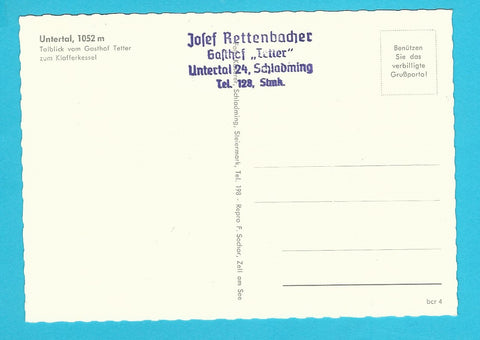 Untertal, 1052 m
Talblick vom Gasthof Tetter
zum Klafferkessel
Josef Rettenbacher
Gasthof „Tetter"
Untertal 24, Schladming
Tel. 128, Stmk.
Benützen
Sie das
verbilligte
Grußporto!
Schladming, Steiermark, Tel. 198 - Repro F. Sochor, Zell am See
bcr 4